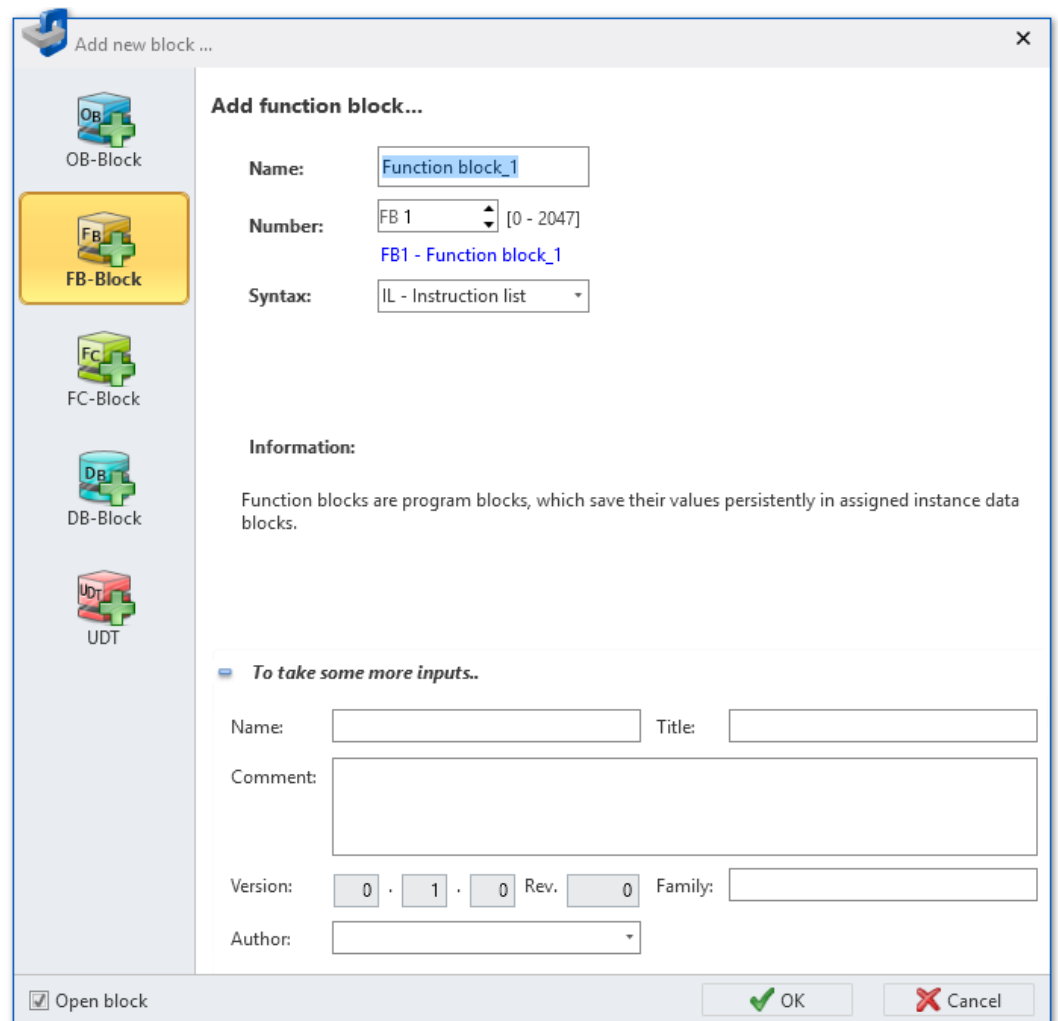 Add new block ...
OB
OB-Block
FB
FB-Block
FC
FC-Block
DB
DB-Block
UDT
UDT
Add function block...
Name: Function block_1
Number: FB 1 [0 - 2047]
FB1 - Function block_1
Syntax: IL - Instruction list
Information:
Function blocks are program blocks, which save their values persistently in assigned instance data
blocks.
To take some more inputs..
Name: Title:
Comment:
Version: 0 . 1 . 0 Rev. 0 Family:
Author:
Open block OK Cancel